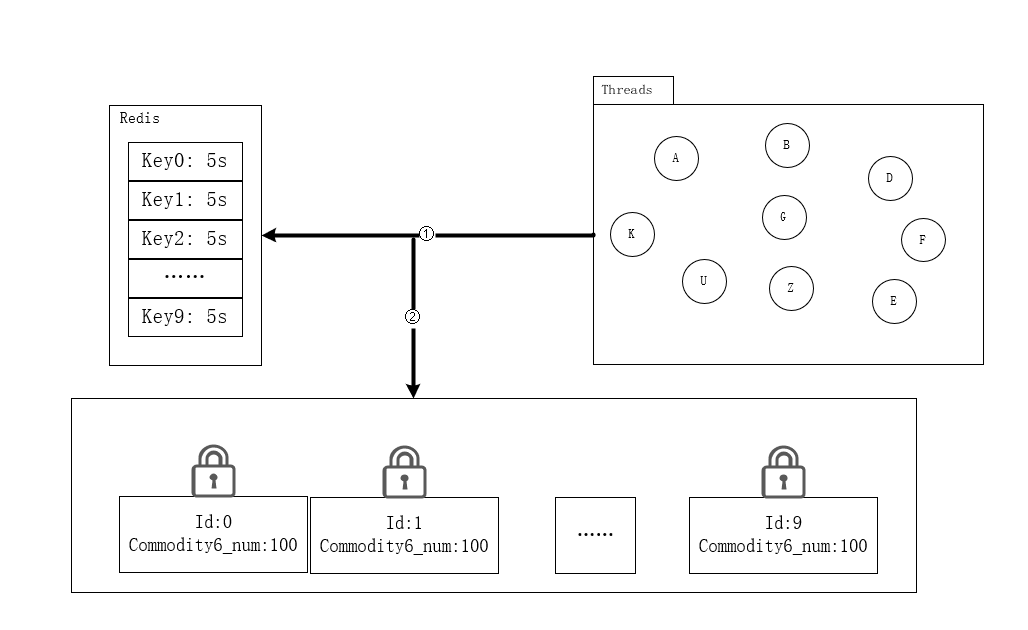 Threads
Redis
Key0: 5s
Key1: 5s
Key2: 5s
……
Key9: 5s
A
B
D
K
G
F
U
Z
E
①
②
Id:0
Commodity6_num:100
Id:1
Commodity6_num:100
……
Id:9
Commodity6_num:100